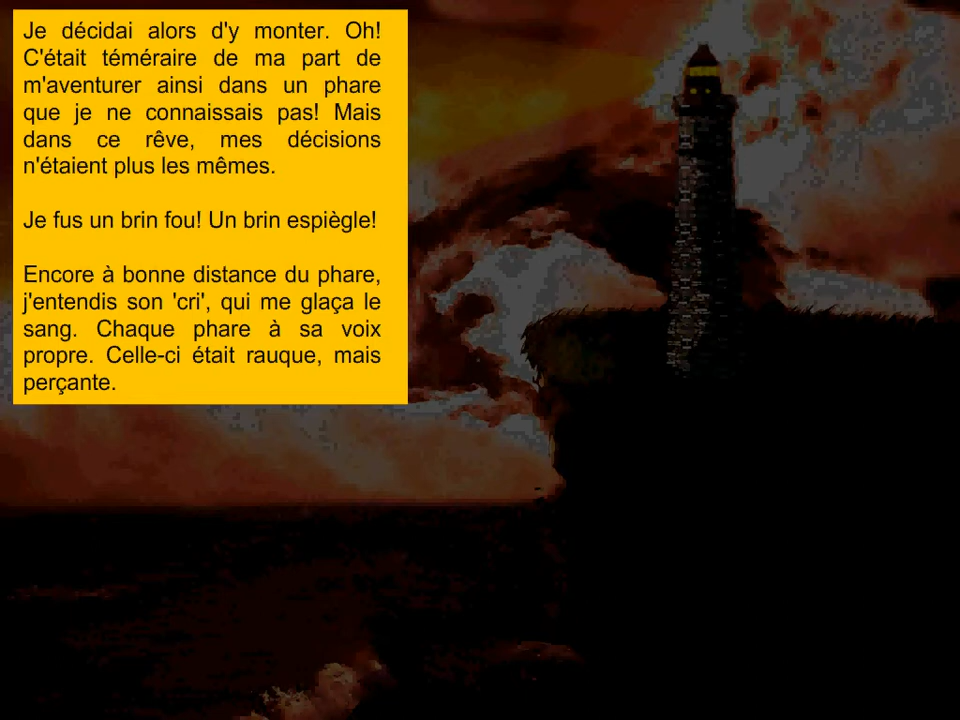 Je décidai alors d'y monter. Oh!
C'était téméraire de ma part de
m'aventurer ainsi dans un phare
que je ne connaissais pas! Mais
dans ce rêve, mes décisions
n'étaient plus les mêmes.
Je fus un brin fou! Un brin espiègle!
Encore à bonne distance du phare,
j'entendis son 'cri', qui me glaça le
sang. Chaque phare à sa voix
propre. Celle-ci était rauque, mais
perçante.